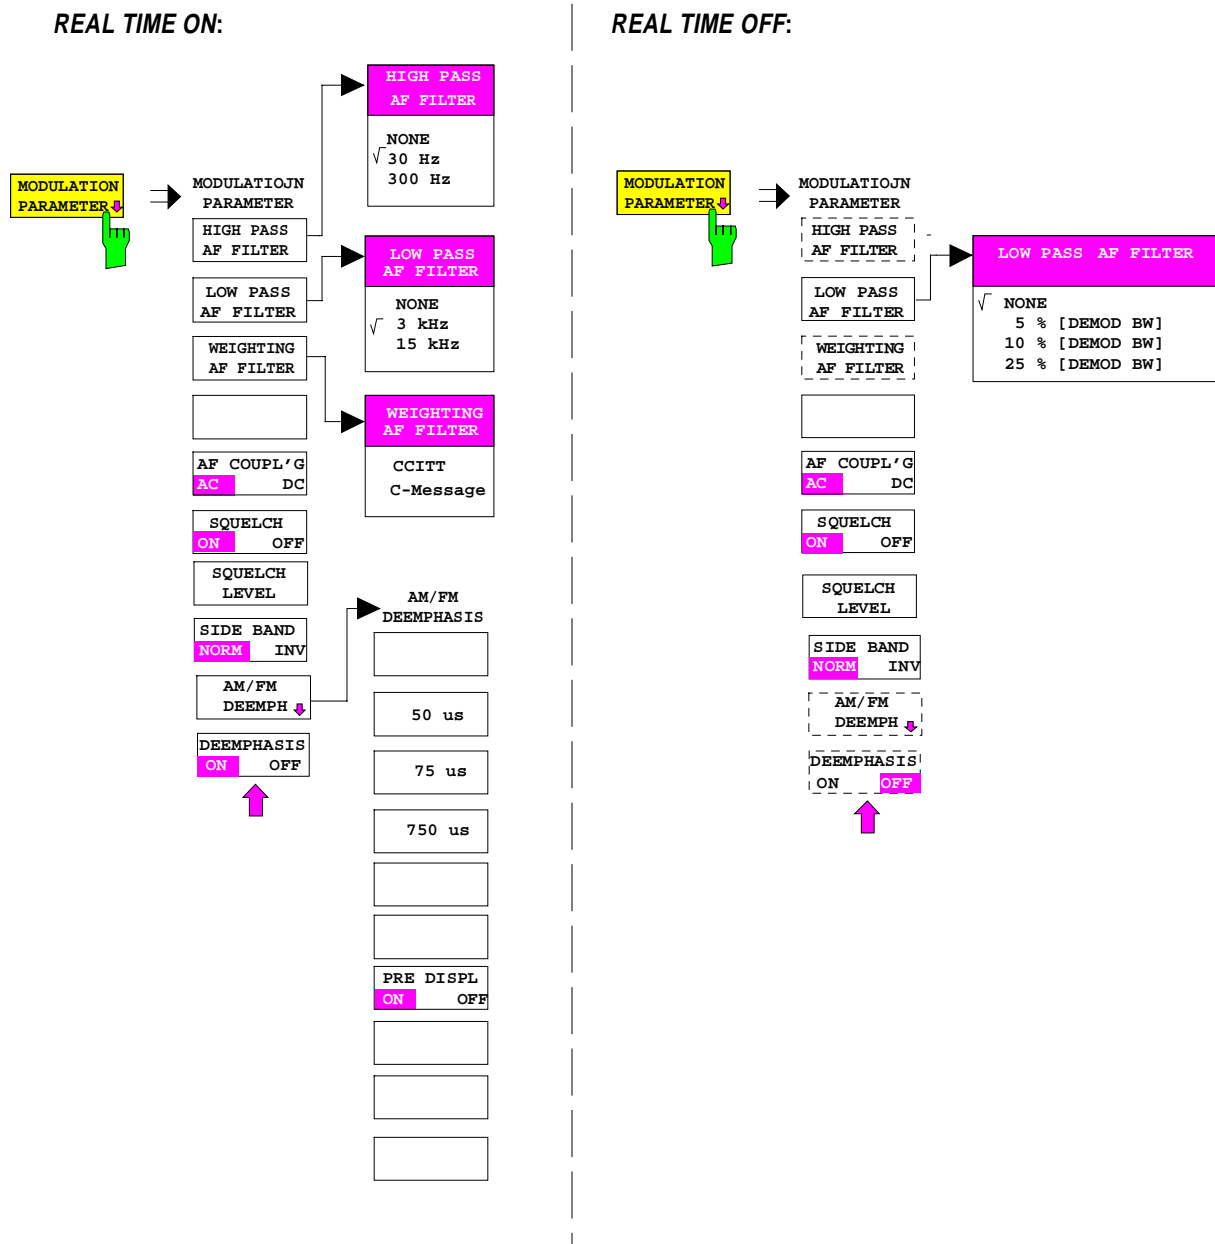 REAL TIME ON:
MODULATION
PARAMETER
MODULATIOJN
PARAMETER
HIGH PASS
AF FILTER
LOW PASS
AF FILTER
WEIGHTING
AF FILTER
AF COUPL'G
AC DC
SQUELCH
ON OFF
SQUELCH
LEVEL
SIDE BAND
NORM INV
AM/FM
DEEMPH
DEEMPHASIS
ON OFF
HIGH PASS
AF FILTER
NONE
√ 30 Hz
300 Hz
LOW PASS
AF FILTER
NONE
√ 3 kHz
15 kHz
WEIGHTING
AF FILTER
CCITT
C-Message
AM/FM
DEEMPHASIS
50 us
75 us
750 us
PRE DISPL
ON OFF
REAL TIME OFF:
MODULATION
PARAMETER
MODULATIOJN
PARAMETER
HIGH PASS
AF FILTER
LOW PASS
AF FILTER
WEIGHTING
AF FILTER
AF COUPL'G
AC DC
SQUELCH
ON OFF
SQUELCH
LEVEL
SIDE BAND
NORM INV
AM/FM
DEEMPH
DEEMPHASIS
ON OFF
LOW PASS AF FILTER
√ NONE
5 % [DEMOD BW]
10 % [DEMOD BW]
25 % [DEMOD BW]